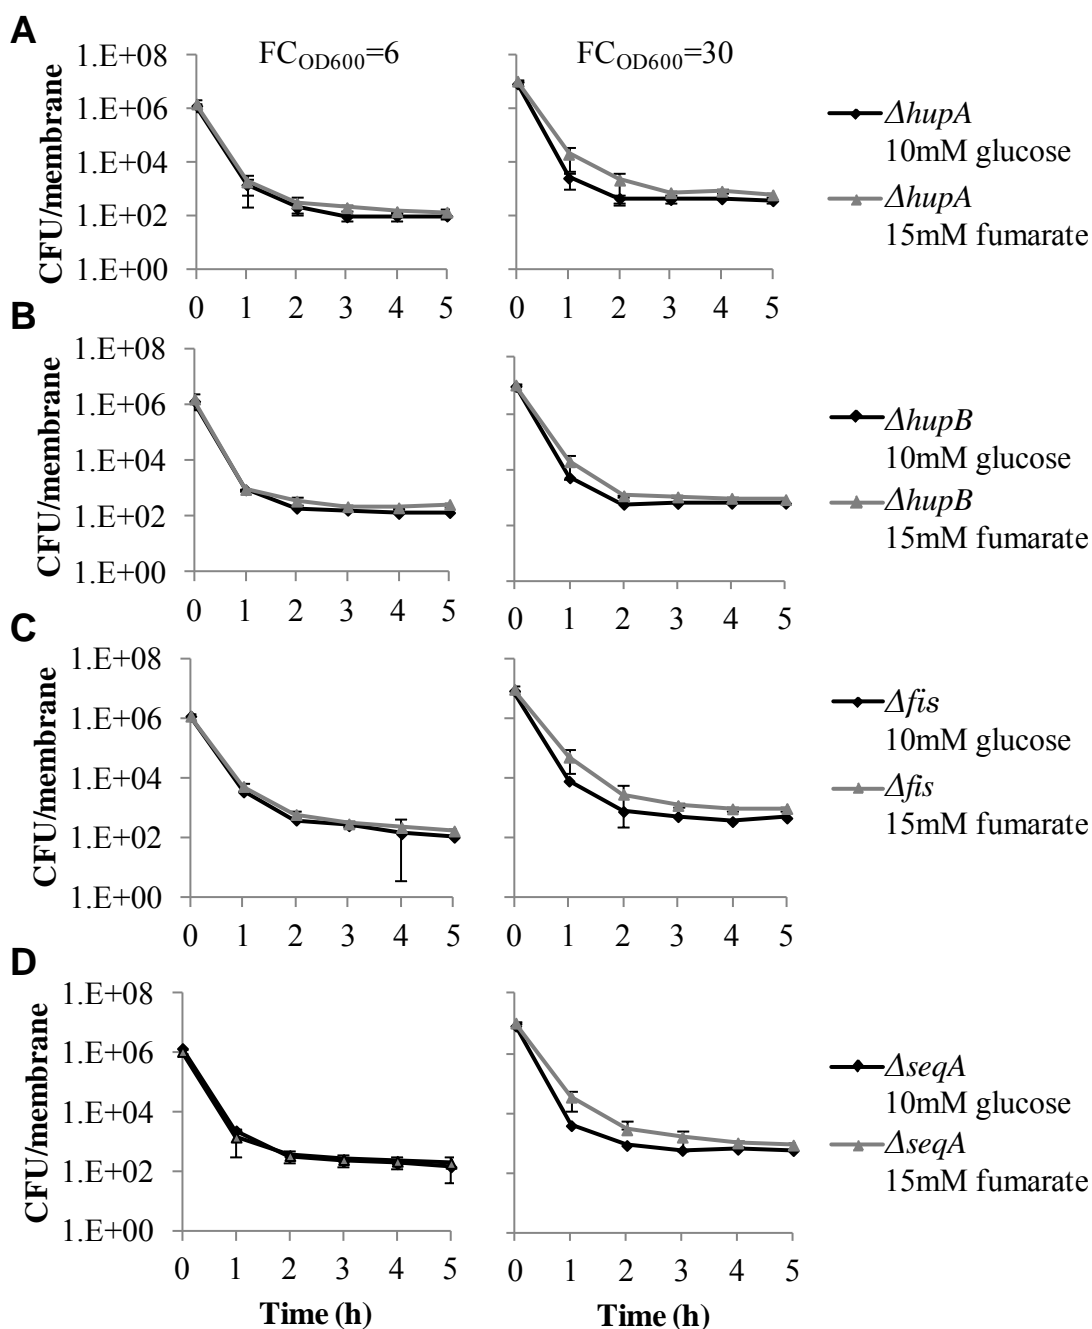 A
FC_OD600=6
FC_OD600=30
CFU/membrane
1.E+08
1.E+06
1.E+04
1.E+02
1.E+00
0 1 2 3 4 5
0 1 2 3 4 5
ΔhupA
10mM glucose
ΔhupA
15mM fumarate
B
CFU/membrane
1.E+08
1.E+06
1.E+04
1.E+02
1.E+00
0 1 2 3 4 5
0 1 2 3 4 5
ΔhupB
10mM glucose
ΔhupB
15mM fumarate
C
CFU/membrane
1.E+08
1.E+06
1.E+04
1.E+02
1.E+00
0 1 2 3 4 5
0 1 2 3 4 5
Δfis
10mM glucose
Δfis
15mM fumarate
D
CFU/membrane
1.E+08
1.E+06
1.E+04
1.E+02
1.E+00
0 1 2 3 4 5
0 1 2 3 4 5
ΔseqA
10mM glucose
ΔseqA
15mM fumarate
Time (h)
Time (h)